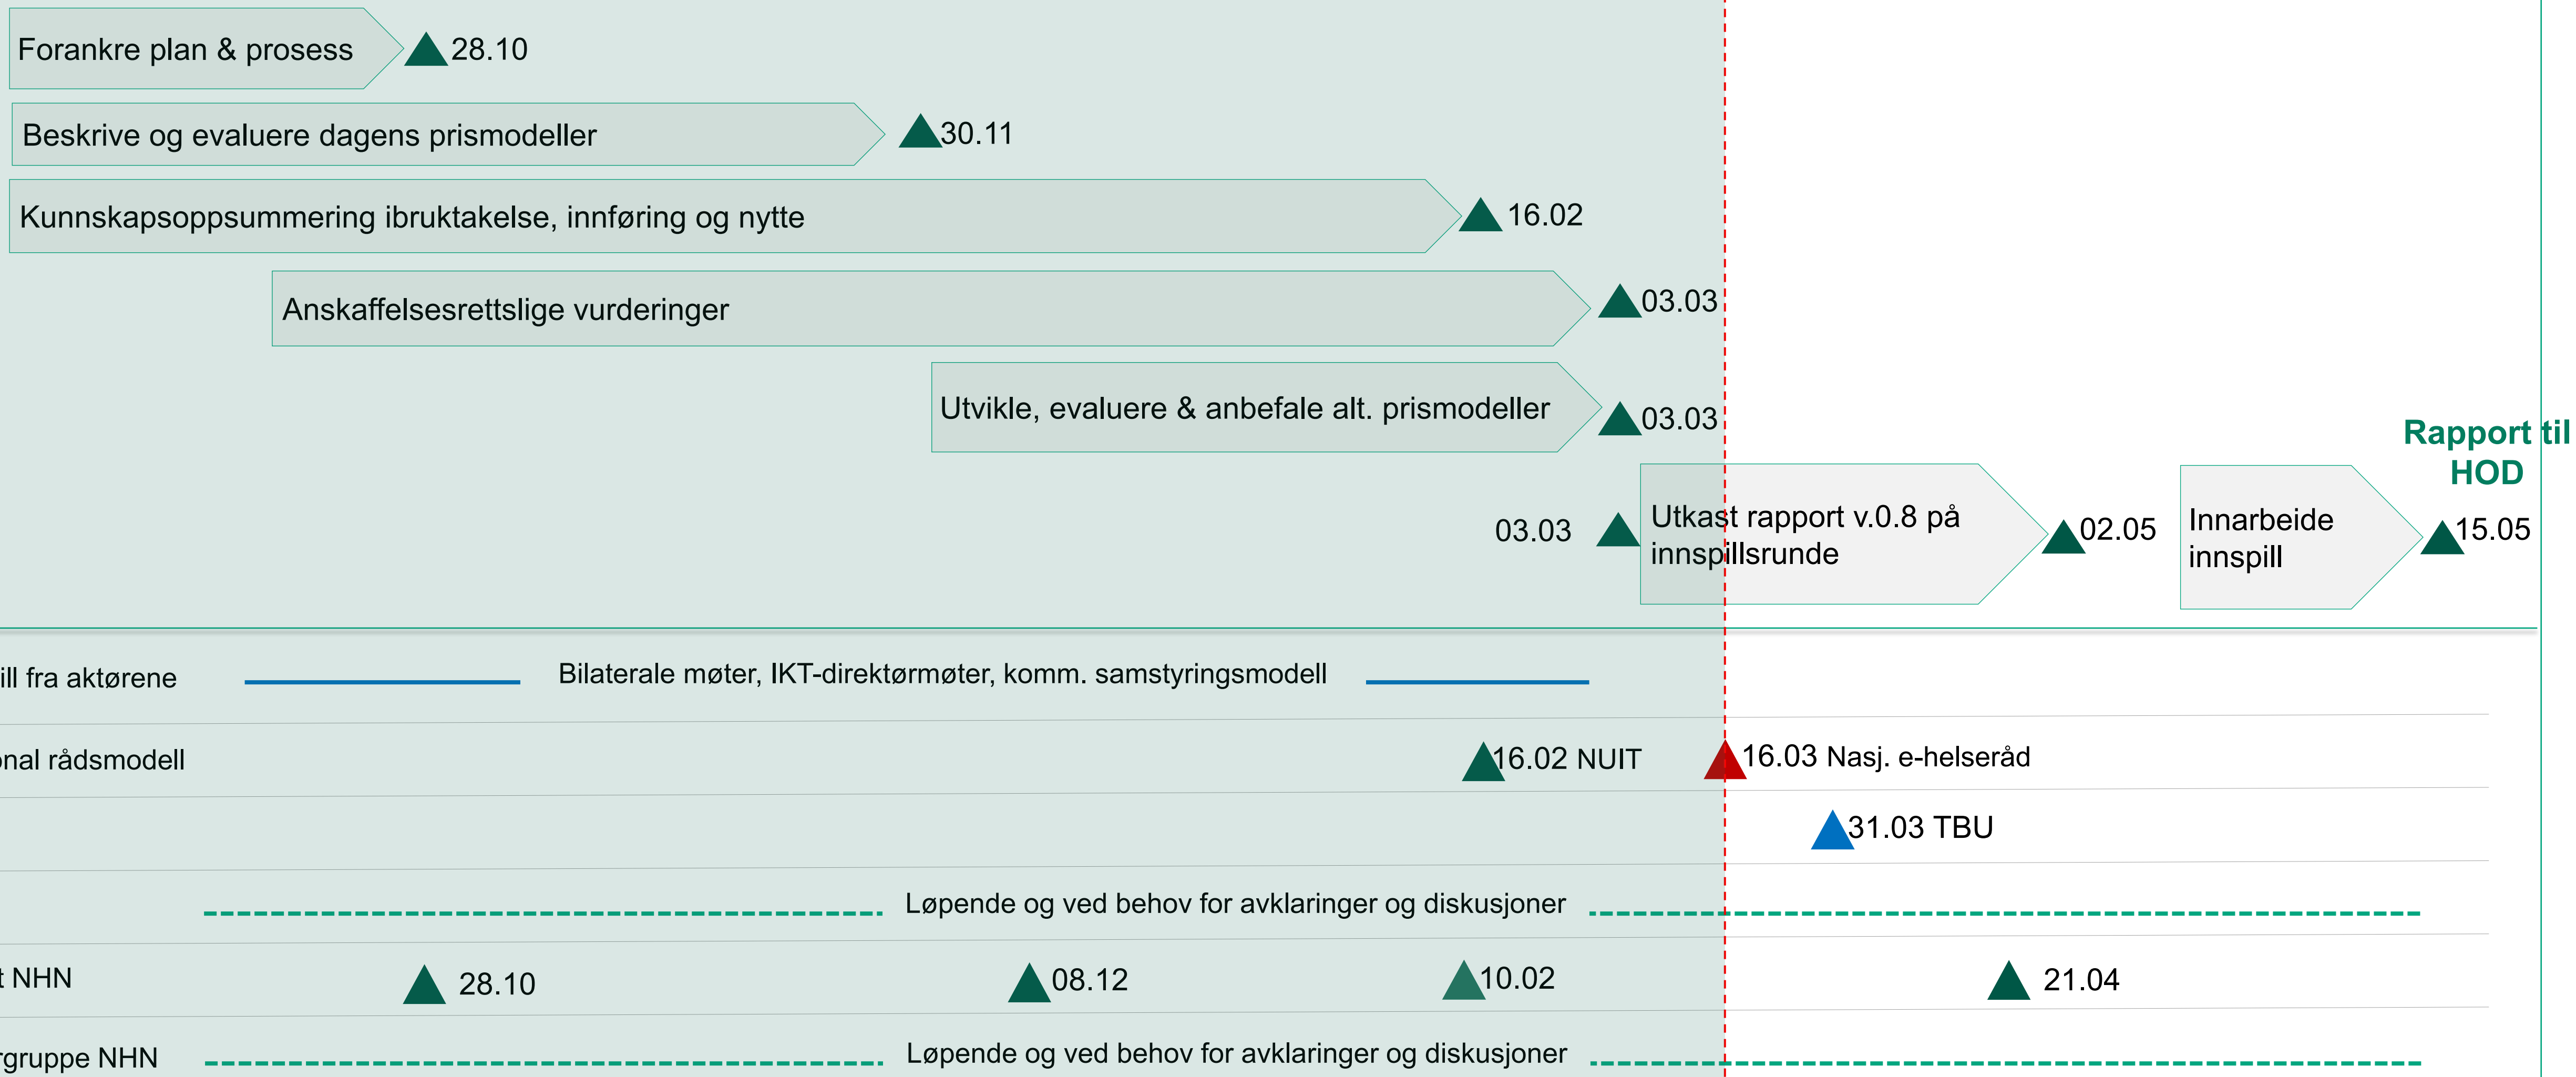 Forankre plan & prosess
28.10
Beskrive og evaluere dagens prismodeller
30.11
Kunnskapsoppsummering ibruktakelse, innføring og nytte
16.02
Anskaffelsesrettslige vurderinger
03.03
Utvikle, evaluere & anbefale alt. prismodeller
03.03
Rapport til
HOD
03.03
Utkast rapport v.0.8 på
innspillsrunde
02.05
Innarbeide
innspill
15.05
ill fra aktørene
Bilaterale møter, IKT-direktørmøter, komm. samstyringsmodell
onal rådsmodell
16.02 NUIT
16.03 Nasj. e-helseråd
31.03 TBU
Løpende og ved behov for avklaringer og diskusjoner
t NHN
28.10
08.12
10.02
21.04
rgruppe NHN
Løpende og ved behov for avklaringer og diskusjoner